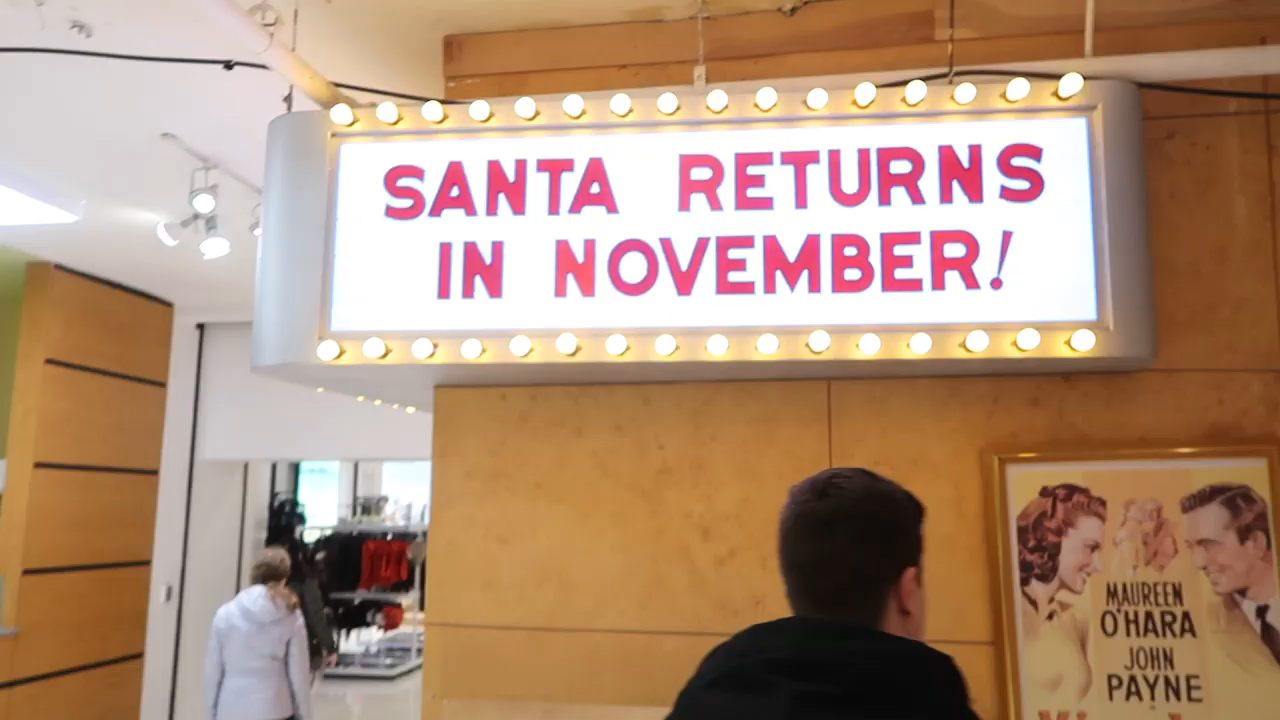 SANTA RETURNS
IN NOVEMBER!
MAUREEN
O'HARA
JOHN
PAYNE